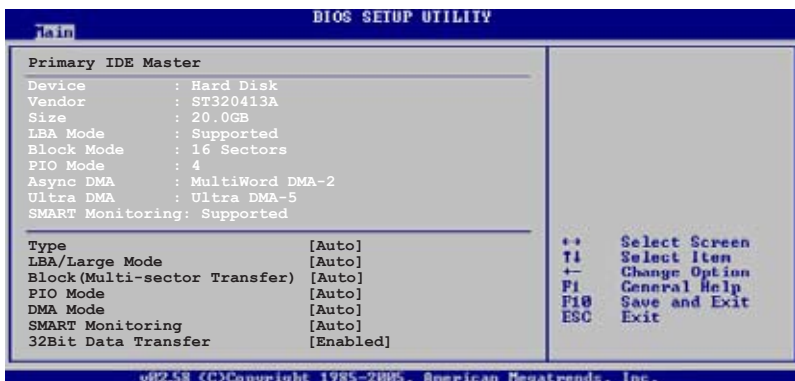 BIOS SETUP UTILITY
Main
Primary IDE Master
Device : Hard Disk
Vendor : ST320413A
Size : 20.0GB
LBA Mode : Supported
Block Mode : 16 Sectors
PIO Mode : 4
Async DMA : MultiWord DMA-2
Ultra DMA : Ultra DMA-5
SMART Monitoring: Supported
Type [Auto]
LBA/Large Mode [Auto]
Block(Multi-sector Transfer) [Auto]
PIO Mode [Auto]
DMA Mode [Auto]
SMART Monitoring [Auto]
32Bit Data Transfer [Enabled]
←→ Select Screen
↑↓ Select Item
+- Change Option
F1 General Help
F10 Save and Exit
ESC Exit
v02.58 (C)Copyright 1985-2005, American Megatrends, Inc.